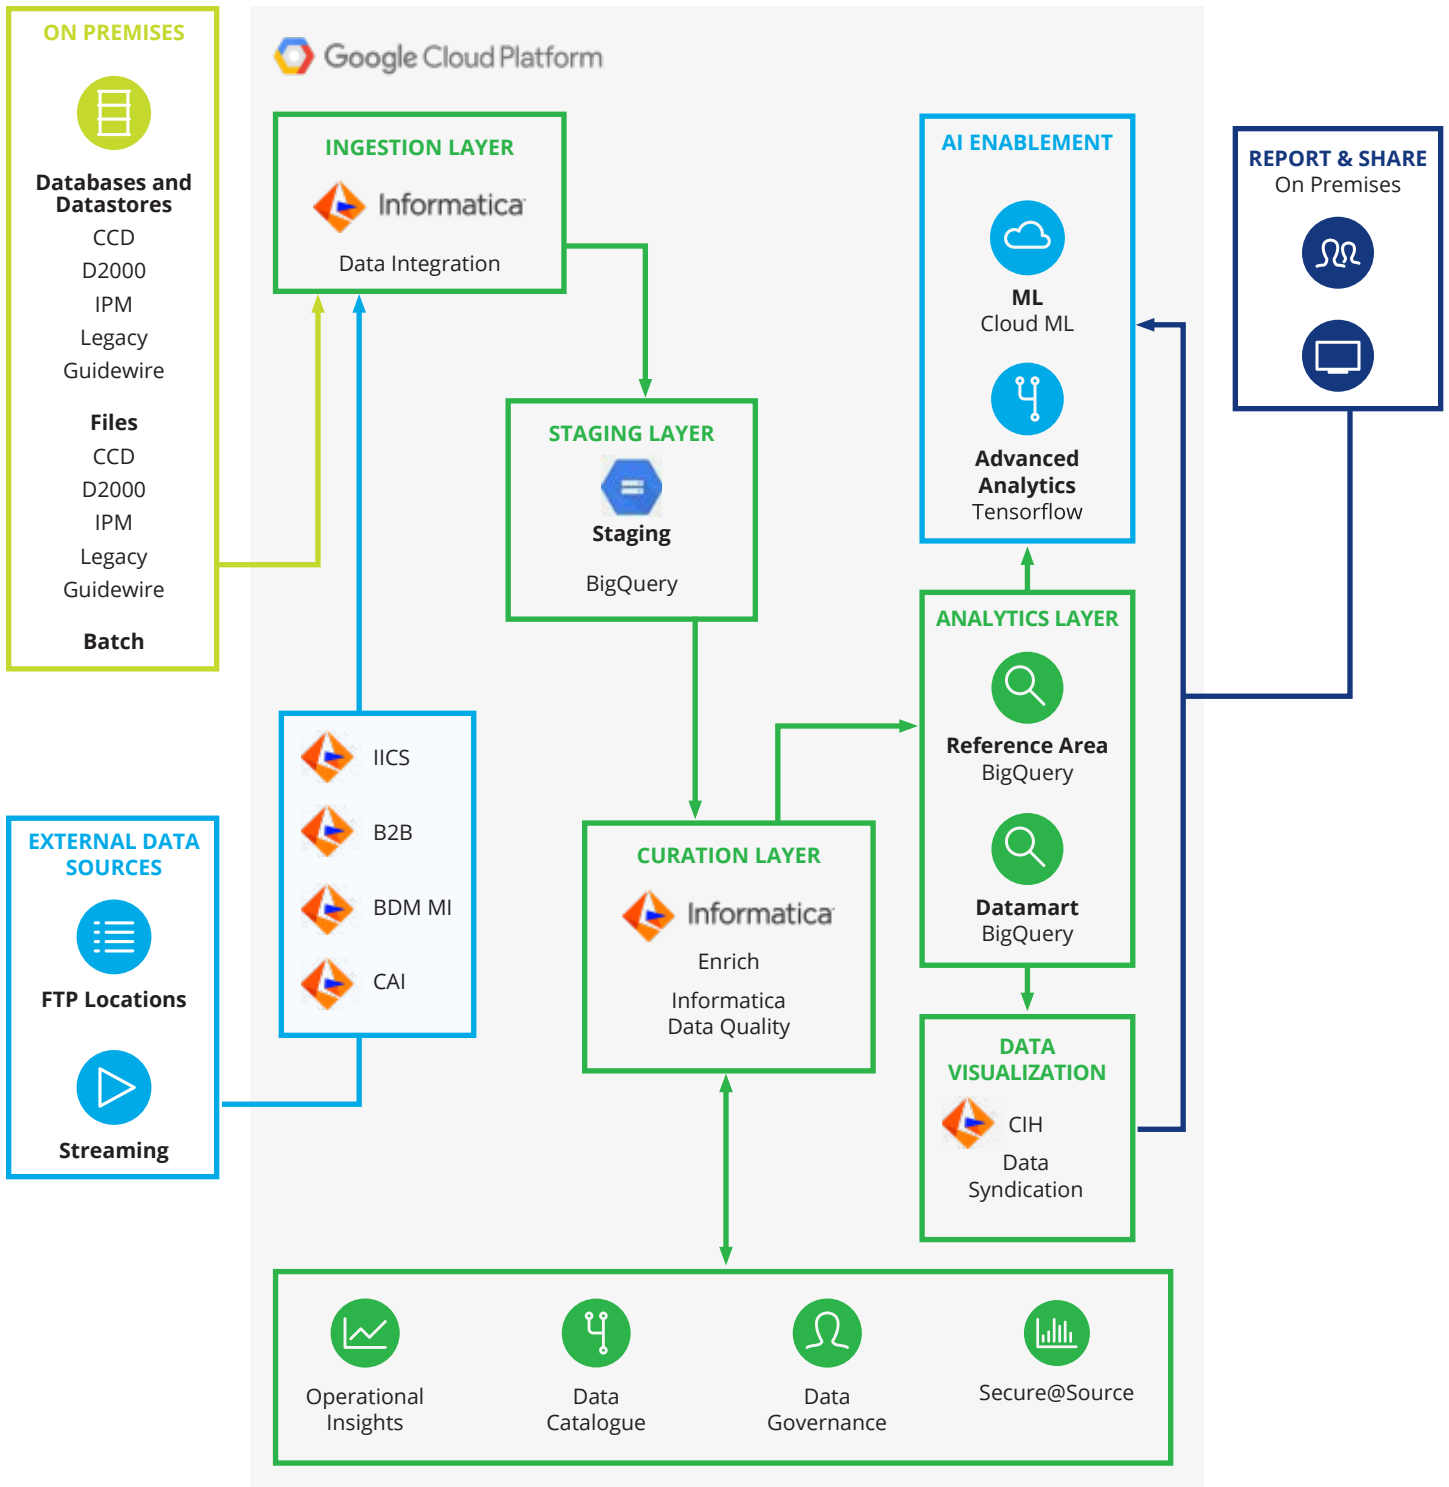 ON PREMISES
Databases and
Datastores
CCD
D2000
IPM
Legacy
Guidewire
Files
CCD
D2000
IPM
Legacy
Guidewire
Batch
EXTERNAL DATA
SOURCES
FTP Locations
Streaming
Google Cloud Platform
INGESTION LAYER
Informatica
Data Integration
IICS
B2B
BDM MI
CAI
STAGING LAYER
Staging
BigQuery
CURATION LAYER
Informatica
Enrich
Informatica
Data Quality
AI ENABLEMENT
ML
Cloud ML
Advanced
Analytics
Tensorflow
ANALYTICS LAYER
Reference Area
BigQuery
Datamart
BigQuery
DATA
VISUALIZATION
CIH
Data
Syndication
REPORT & SHARE
On Premises
Operational
Insights
Data
Catalogue
Data
Governance
Secure@Source